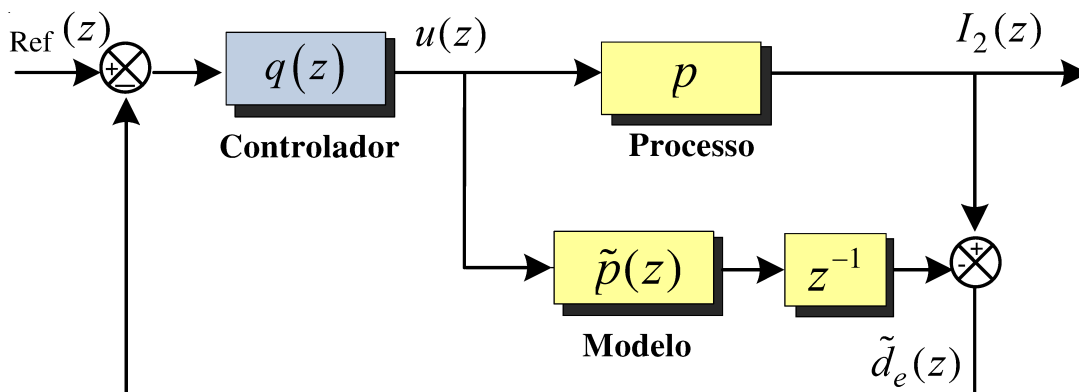 Ref (z)
+
−
q(z)
Controlador
u(z)
p
Processo
I₂(z)
p̃(z)
Modelo
z⁻¹
+
-
d̃ₑ(z)